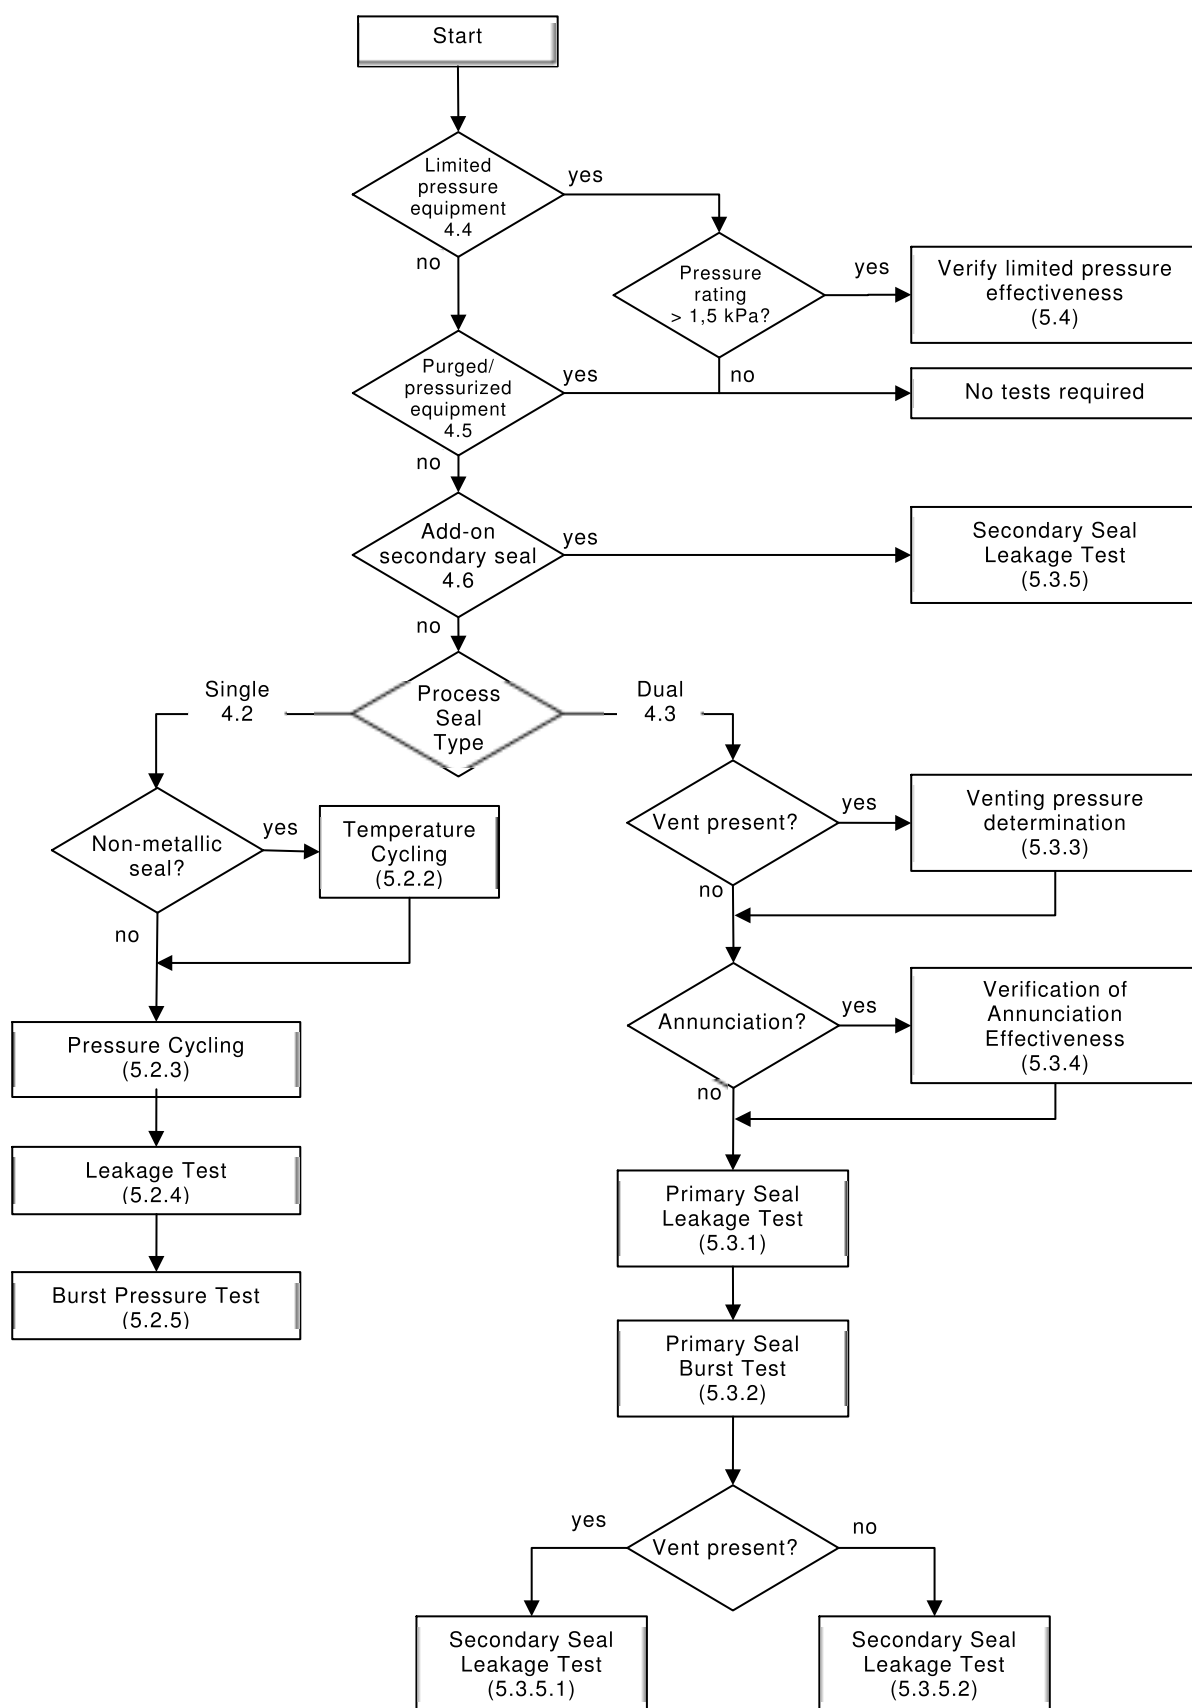 Start
Limited
pressure
equipment
4.4
yes
no
Pressure
rating
> 1,5 kPa?
yes
no
Verify limited pressure
effectiveness
(5.4)
Purged/
pressurized
equipment
4.5
yes
no
No tests required
Add-on
secondary seal
4.6
yes
no
Secondary Seal
Leakage Test
(5.3.5)
Process
Seal
Type
Single
4.2
Dual
4.3
Non-metallic
seal?
yes
no
Temperature
Cycling
(5.2.2)
Pressure Cycling
(5.2.3)
Leakage Test
(5.2.4)
Burst Pressure Test
(5.2.5)
Vent present?
yes
no
Venting pressure
determination
(5.3.3)
Annunciation?
yes
no
Verification of
Annunciation
Effectiveness
(5.3.4)
Primary Seal
Leakage Test
(5.3.1)
Primary Seal
Burst Test
(5.3.2)
Vent present?
yes
no
Secondary Seal
Leakage Test
(5.3.5.1)
Secondary Seal
Leakage Test
(5.3.5.2)